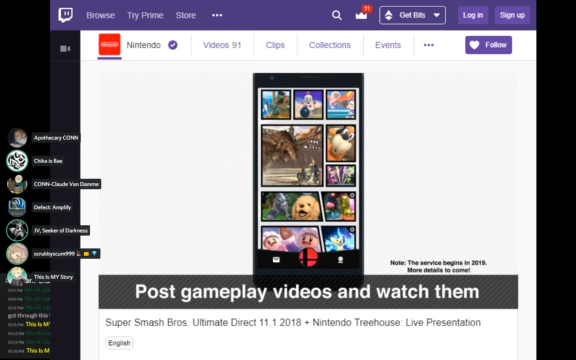 Browse
Try Prime
Store
11
Get Bits
Log in
Sign up
Nintendo
Nintendo
Videos 91
Clips
Collections
Events
Follow
Apothecary CONN
Chika is Bae
CONN-Claude Van Damme
Defect: Amplify
JV, Seeker of Darkness
scrubbyscum999
This Is MY Story
got through this
This Is M
This Is M
Note: The service begins in 2019.
More details to come!
Post gameplay videos and watch them
Super Smash Bros. Ultimate Direct 11.1.2018 + Nintendo Treehouse: Live Presentation
English